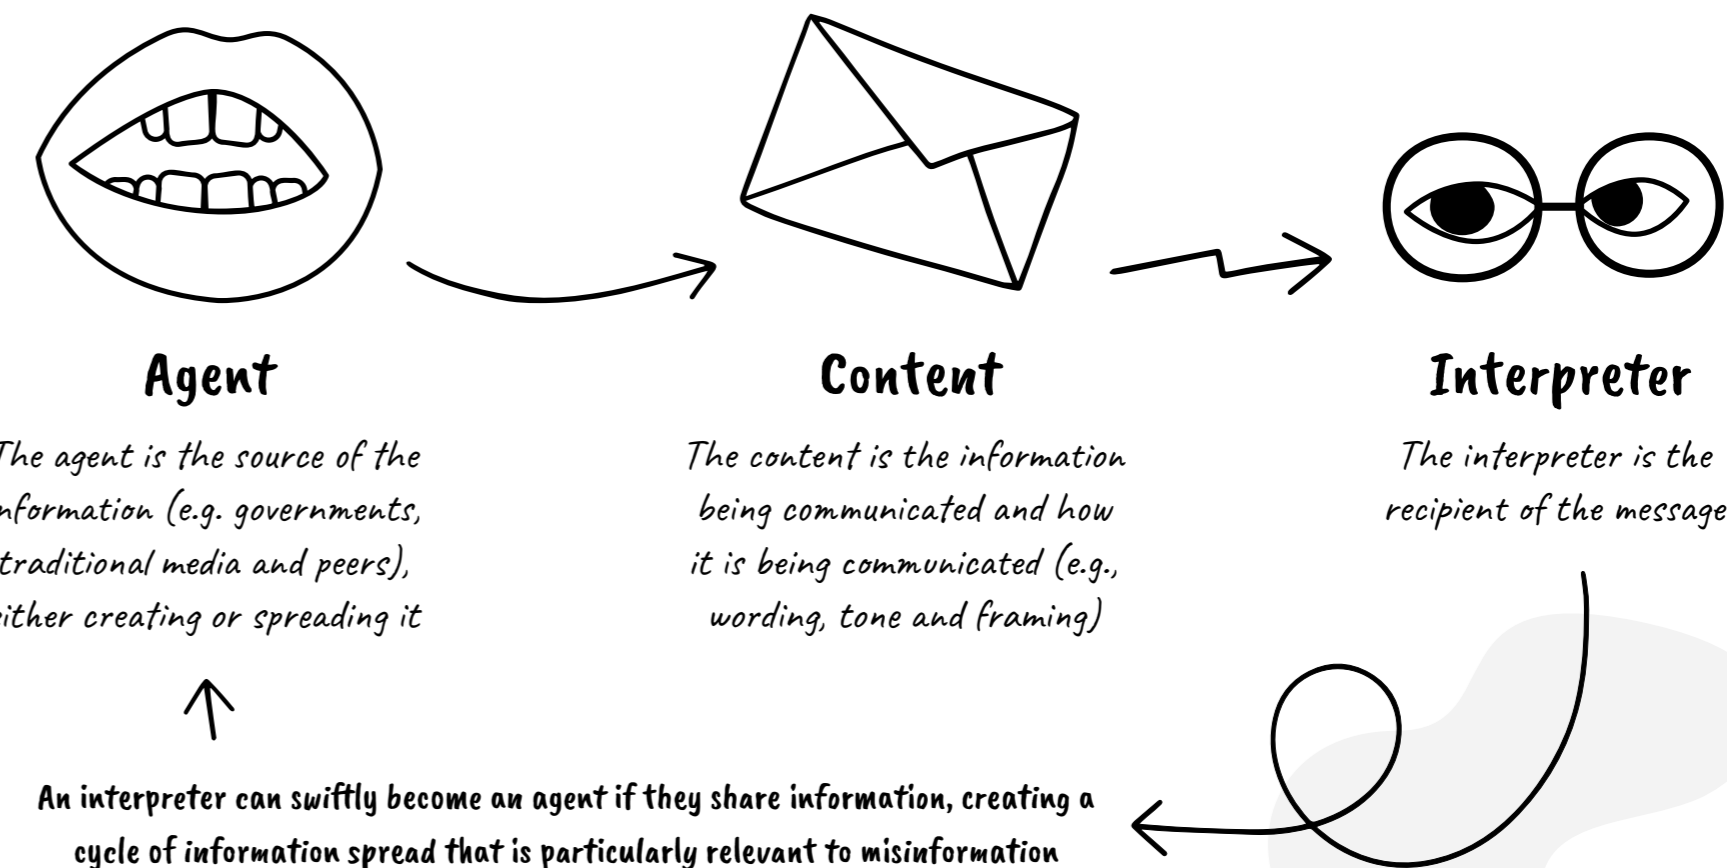 Agent
The agent is the source of the
information (e.g. governments,
traditional media and peers),
either creating or spreading it
Content
The content is the information
being communicated and how
it is being communicated (e.g.,
wording, tone and framing)
Interpreter
The interpreter is the
recipient of the message
An interpreter can swiftly become an agent if they share information, creating a
cycle of information spread that is particularly relevant to misinformation